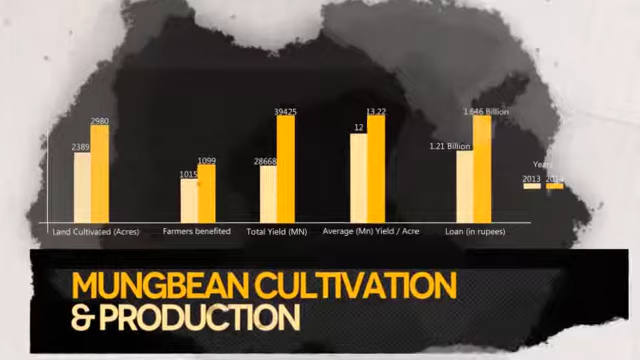 2389
2980
1015
1099
28668
39425
12
13.22
1.21 Billion
1.646 Billion
Years
2013 2014
Land Cultivated (Acres) Farmers benefited Total Yield (MN) Average (Mn) Yield / Acre Loan (in rupees)
MUNGBEAN CULTIVATION
& PRODUCTION